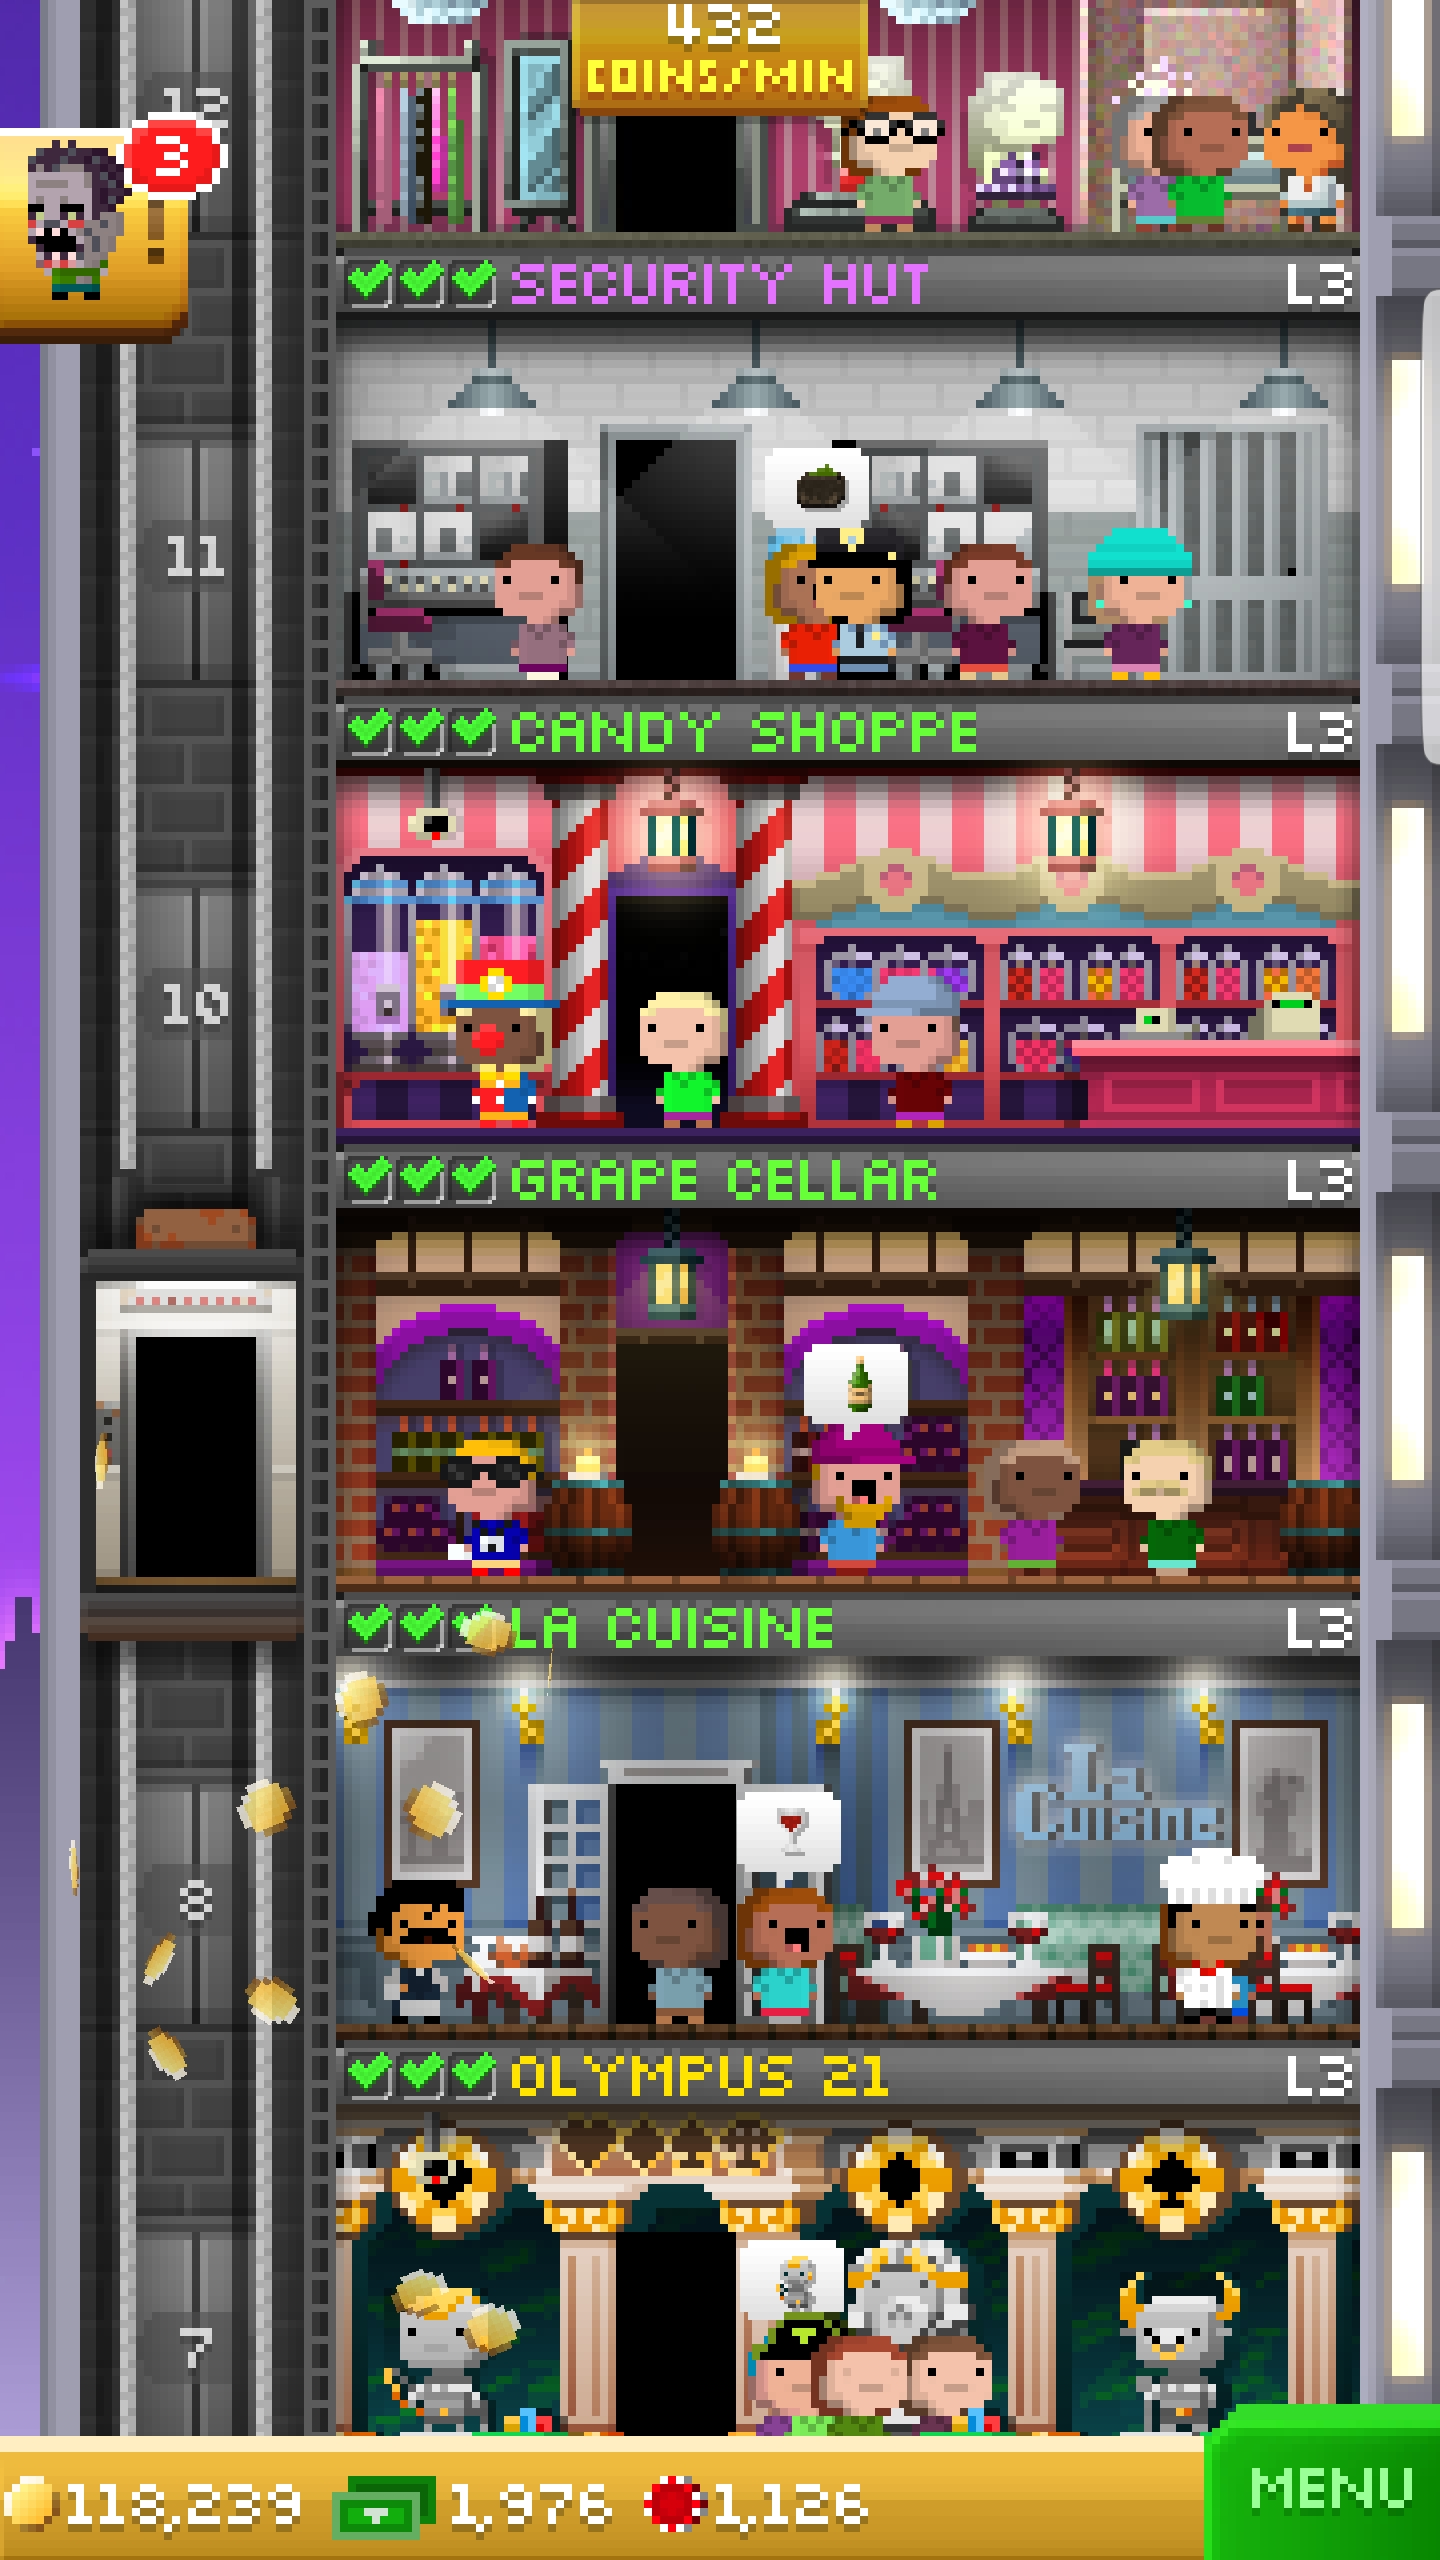 432
COINS/MIN
12
3
!
SECURITY HUT L3
11
CANDY SHOPPE L3
10
GRAPE CELLAR L3
LA CUISINE L3
La
Cuisine
8
OLYMPUS 21 L3
7
118,239 1,976 1,126
MENU